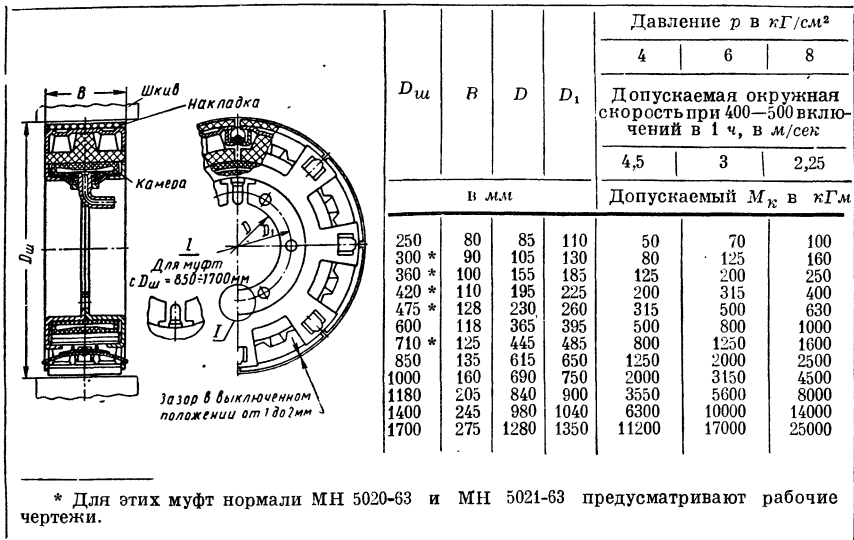 В
Шкив
Накладка
Камера
Dш
D
D₁
I
Для муфт
с Dш = 850÷1700мм
I
Зазор в выключенном
положении от 1 до 2мм
Dш | B | D | D₁ | Давление p в кГ/см²
4 | 6 | 8
Допускаемая окружная
скорость при 400—500 вклю-
чений в 1 ч, в м/сек
4,5 | 3 | 2,25
в мм | Допускаемый Mк в кГм
250 80 85 110 50 70 100
300 * 90 105 130 80 125 160
360 * 100 155 185 125 200 250
420 * 110 195 225 200 315 400
475 * 128 230 260 315 500 630
600 118 365 395 500 800 1000
710 * 125 445 485 800 1250 1600
850 135 615 650 1250 2000 2500
1000 160 690 750 2000 3150 4500
1180 205 840 900 3550 5600 8000
1400 245 980 1040 6300 10000 14000
1700 275 1280 1350 11200 17000 25000
* Для этих муфт нормали МН 5020-63 и МН 5021-63 предусматривают рабочие
чертежи.